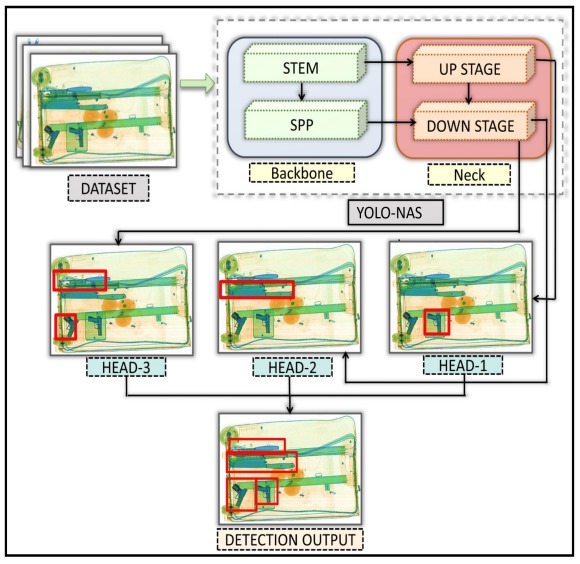 STEM
UP STAGE
SPP
DOWN STAGE
Backbone
Neck
DATASET
YOLO-NAS
HEAD-3
HEAD-2
HEAD-1
DETECTION OUTPUT